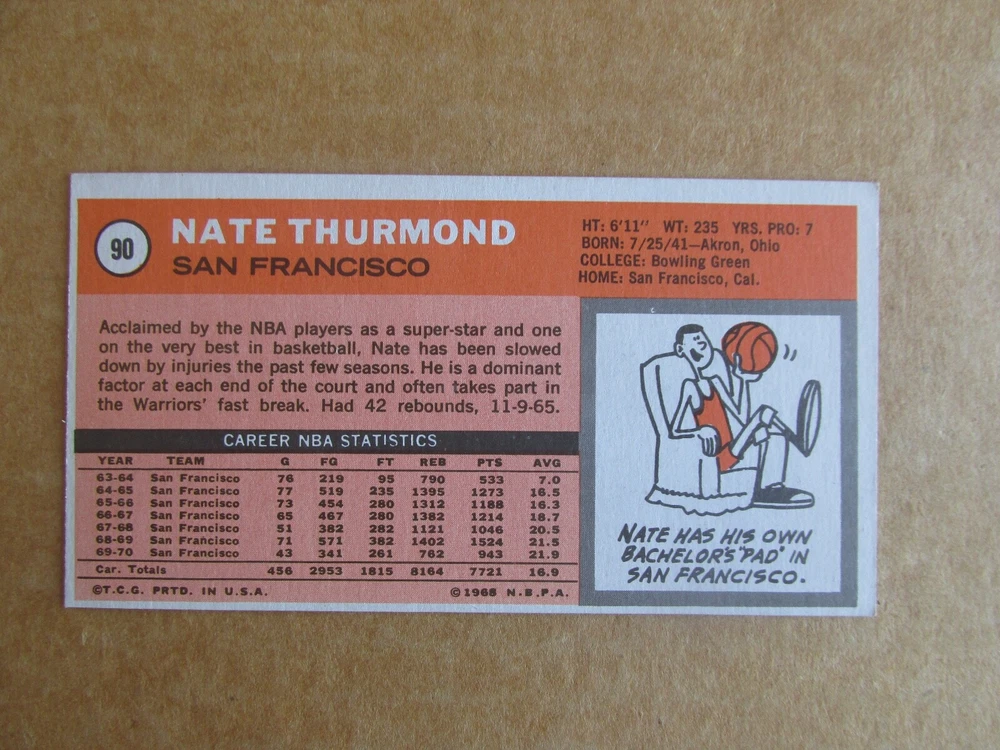 90
NATE THURMOND
SAN FRANCISCO
HT: 6'11" WT: 235 YRS. PRO: 7
BORN: 7/25/41—Akron, Ohio
COLLEGE: Bowling Green
HOME: San Francisco, Cal.
Acclaimed by the NBA players as a super-star and one
on the very best in basketball, Nate has been slowed
down by injuries the past few seasons. He is a dominant
factor at each end of the court and often takes part in
the Warriors' fast break. Had 42 rebounds, 11-9-65.
CAREER NBA STATISTICS
YEAR TEAM G FG FT REB PTS AVG
63-64 San Francisco 76 219 95 790 533 7.0
64-65 San Francisco 77 519 235 1395 1273 16.5
65-66 San Francisco 73 454 280 1312 1188 16.3
66-67 San Francisco 65 467 280 1382 1214 18.7
67-68 San Francisco 51 382 282 1121 1046 20.5
68-69 San Francisco 71 571 382 1402 1524 21.5
69-70 San Francisco 43 341 261 762 943 21.9
Car. Totals 456 2953 1815 8164 7721 16.9
©T.C.G. PRTD. IN U.S.A. ©1968 N.B.P.A.
NATE HAS HIS OWN
BACHELOR'S "PAD" IN
SAN FRANCISCO.